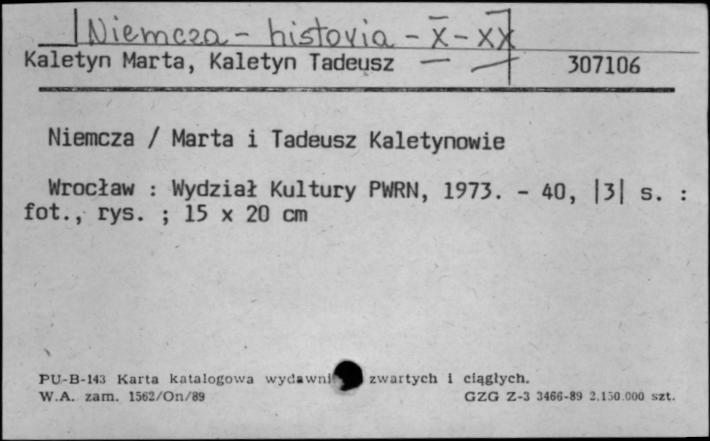 Niemcza - historia - X - XX
Kaletyn Marta, Kaletyn Tadeusz 307106
Niemcza / Marta i Tadeusz Kaletynowie
Wrocław : Wydział Kultury PWRN, 1973. - 40, |3| s. :
fot., rys. ; 15 x 20 cm
PU-B-143 Karta katalogowa wydawni zwartych i ciągłych.
W.A. zam. 1562/On/89 GZG Z-3 3466-89 2.150.000 szt.